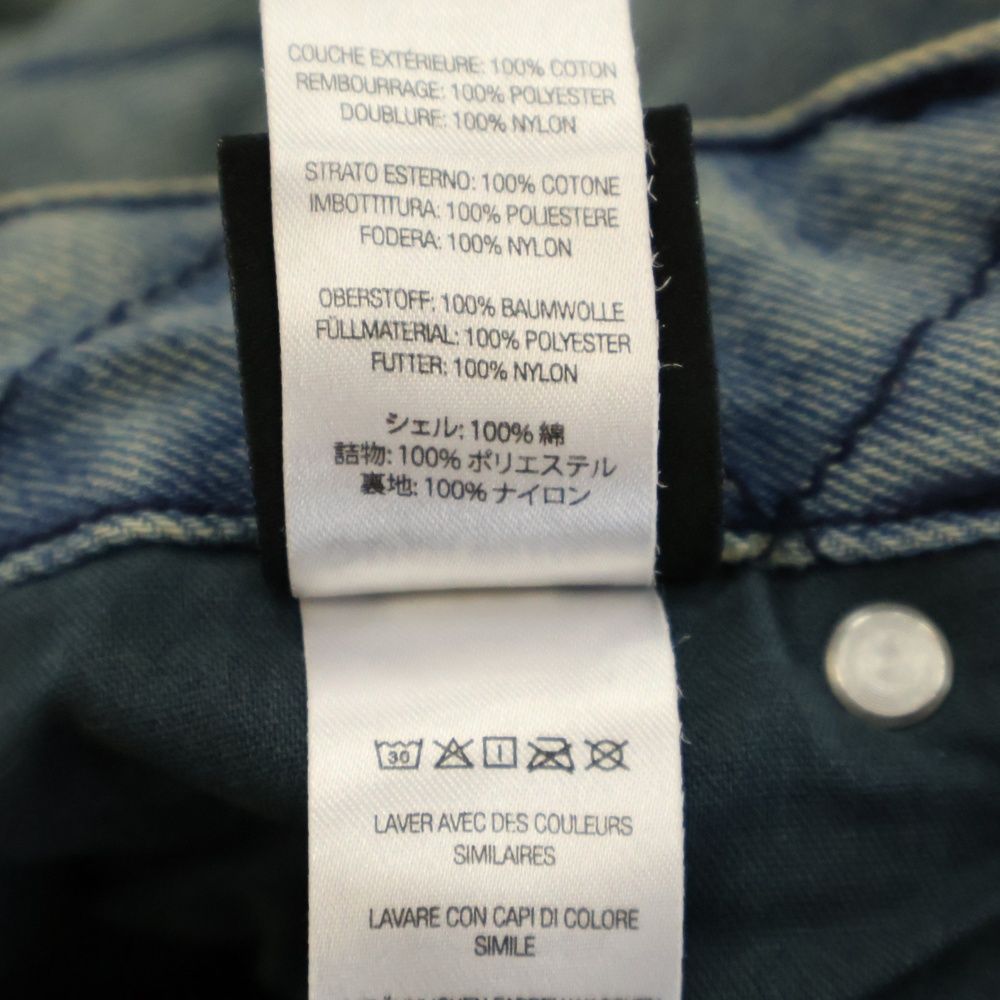 COUCHE EXTÉRIEURE: 100% COTON
REMBOURRAGE: 100% POLYESTER
DOUBLURE: 100% NYLON
STRATO ESTERNO: 100% COTONE
IMBOTTITURA: 100% POLIESTERE
FODERA: 100% NYLON
OBERSTOFF: 100% BAUMWOLLE
FÜLLMATERIAL: 100% POLYESTER
FUTTER: 100% NYLON
シェル: 100% 綿
詰物: 100% ポリエステル
裏地: 100% ナイロン
30
LAVER AVEC DES COULEURS
SIMILAIRES
LAVARE CON CAPI DI COLORE
SIMILE